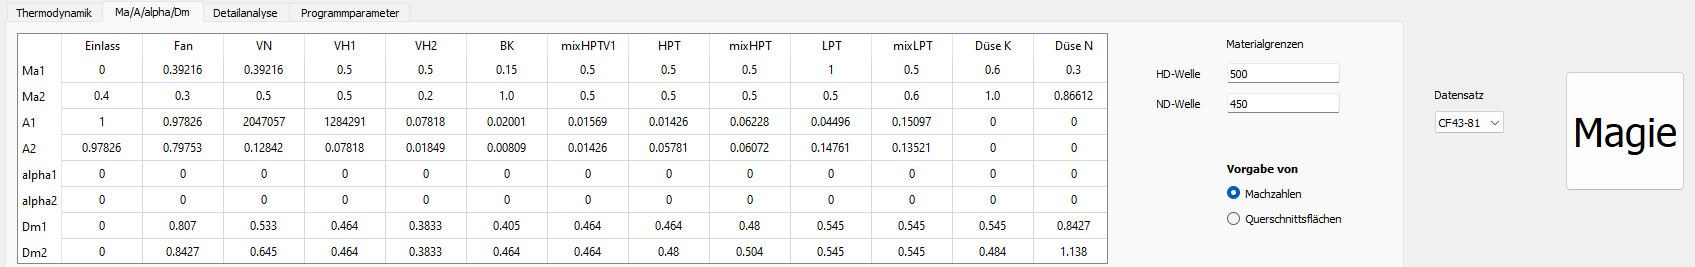 Thermodynamik Ma/A/alpha/Dm Detailanalyse Programmparameter
Einlass Fan VN VH1 VH2 BK mixHPTV1 HPT mixHPT LPT mixLPT Düse K Düse N
Ma1 0 0.39216 0.39216 0.5 0.5 0.15 0.5 0.5 0.5 1 0.5 0.6 0.3
Ma2 0.4 0.3 0.5 0.5 0.2 1.0 0.5 0.5 0.5 0.5 0.6 1.0 0.86612
A1 1 0.97826 2047057 1284291 0.07818 0.02001 0.01569 0.01426 0.06228 0.04496 0.15097 0 0
A2 0.97826 0.79753 0.12842 0.07818 0.01849 0.00809 0.01426 0.05781 0.06072 0.14761 0.13521 0 0
alpha1 0 0 0 0 0 0 0 0 0 0 0 0 0
alpha2 0 0 0 0 0 0 0 0 0 0 0 0 0
Dm1 0 0.807 0.533 0.464 0.3833 0.405 0.464 0.464 0.48 0.545 0.545 0.545 0.8427
Dm2 0 0.8427 0.645 0.464 0.3833 0.464 0.464 0.48 0.504 0.545 0.545 0.484 1.138
Materialgrenzen
HD-Welle 500
ND-Welle 450
Vorgabe von
Machzahlen
Querschnittsflächen
Datensatz
CF43-81
Magie